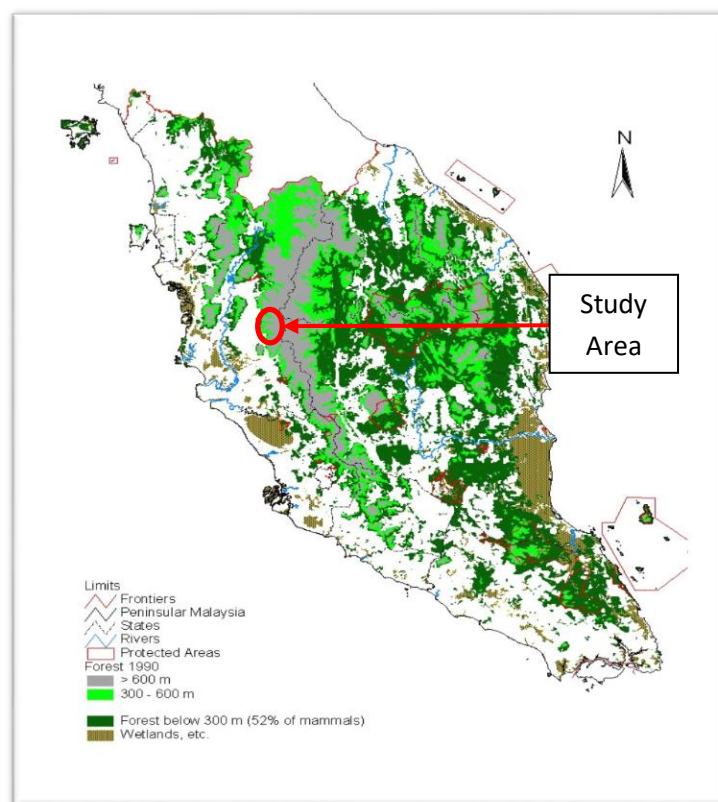 N
Study
Area
Limits
Frontiers
Peninsular Malaysia
States
Rivers
Protected Areas
Forest 1990
> 600 m
300 - 600 m
Forest below 300 m (52% of mammals)
Wetlands, etc.